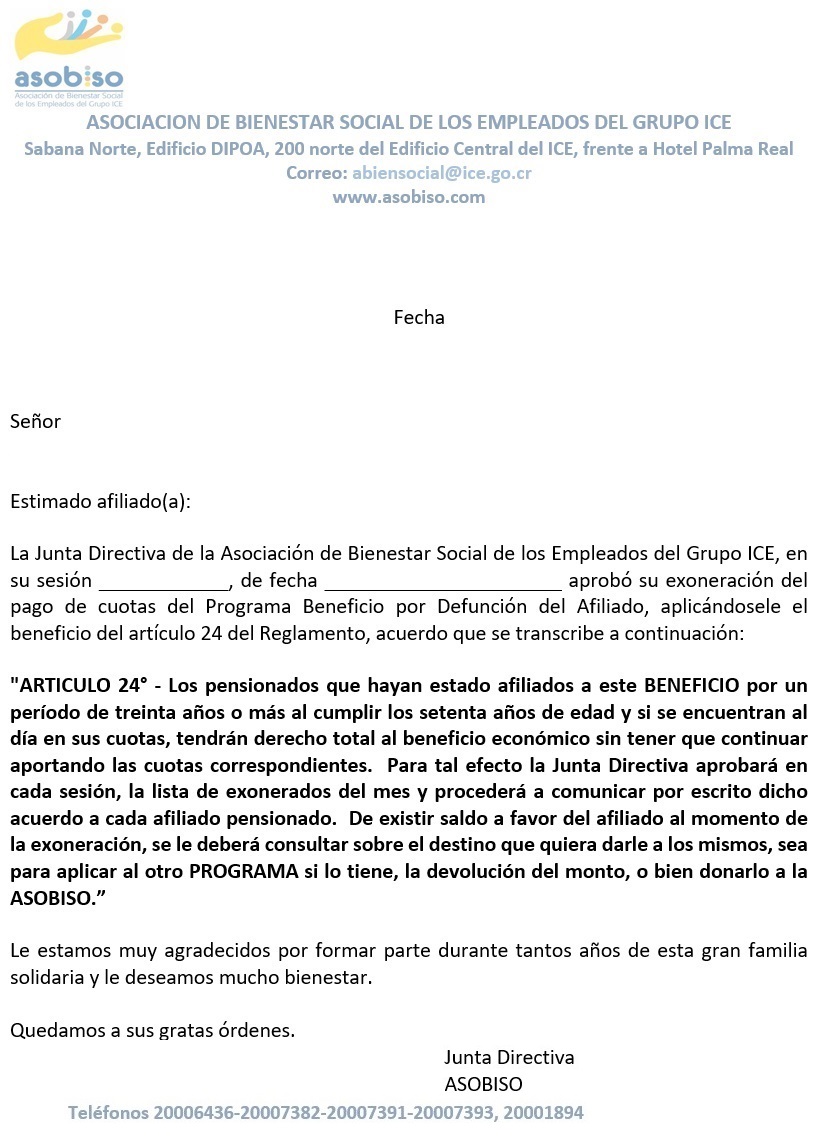 asobiso
Asociación de Bienestar Social
de los Empleados del Grupo ICE
ASOCIACION DE BIENESTAR SOCIAL DE LOS EMPLEADOS DEL GRUPO ICE
Sabana Norte, Edificio DIPOA, 200 norte del Edificio Central del ICE, frente a Hotel Palma Real
Correo: abiensocial@ice.go.cr
www.asobiso.com
Fecha
Señor
Estimado afiliado(a):
La Junta Directiva de la Asociación de Bienestar Social de los Empleados del Grupo ICE, en
su sesión ____________, de fecha ______________________ aprobó su exoneración del
pago de cuotas del Programa Beneficio por Defunción del Afiliado, aplicándosele el
beneficio del artículo 24 del Reglamento, acuerdo que se transcribe a continuación:
"ARTICULO 24° - Los pensionados que hayan estado afiliados a este BENEFICIO por un
período de treinta años o más al cumplir los setenta años de edad y si se encuentran al
día en sus cuotas, tendrán derecho total al beneficio económico sin tener que continuar
aportando las cuotas correspondientes. Para tal efecto la Junta Directiva aprobará en
cada sesión, la lista de exonerados del mes y procederá a comunicar por escrito dicho
acuerdo a cada afiliado pensionado. De existir saldo a favor del afiliado al momento de
la exoneración, se le deberá consultar sobre el destino que quiera darle a los mismos, sea
para aplicar al otro PROGRAMA si lo tiene, la devolución del monto, o bien donarlo a la
ASOBISO.”
Le estamos muy agradecidos por formar parte durante tantos años de esta gran familia
solidaria y le deseamos mucho bienestar.
Quedamos a sus gratas órdenes.
Junta Directiva
ASOBISO
Teléfonos 20006436-20007382-20007391-20007393, 20001894